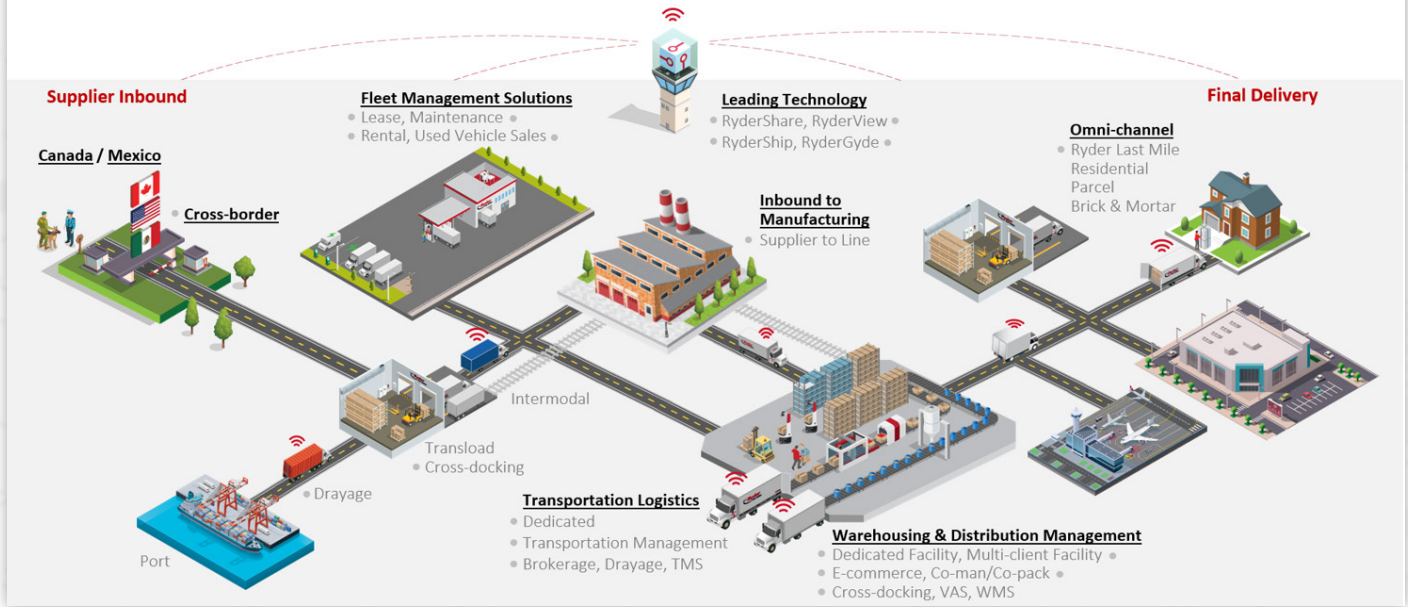 Supplier Inbound
Final Delivery
Fleet Management Solutions
Lease, Maintenance
Rental, Used Vehicle Sales
Leading Technology
RyderShare, RyderView
RyderShip, RyderGyde
Omni-channel
Ryder Last Mile
Residential
Parcel
Brick & Mortar
Canada / Mexico
Cross-border
Inbound to
Manufacturing
Supplier to Line
Intermodal
Transload
Cross-docking
Drayage
Port
Transportation Logistics
Dedicated
Transportation Management
Brokerage, Drayage, TMS
Warehousing & Distribution Management
Dedicated Facility, Multi-client Facility
E-commerce, Co-man/Co-pack
Cross-docking, VAS, WMS